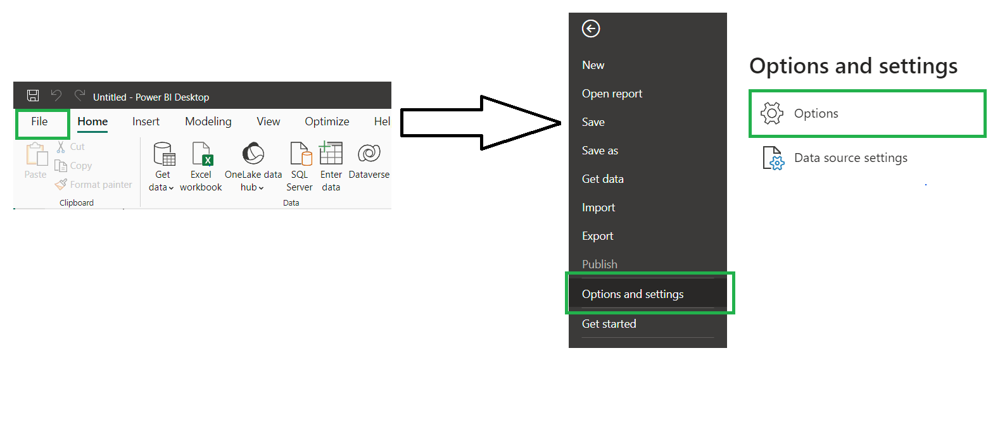 Untitled - Power BI Desktop
File Home Insert Modeling View Optimize Hel
Paste
Cut
Copy
Format painter
Clipboard
Get data
Excel workbook
OneLake data hub
SQL Server
Enter data
Dataverse
Data
New
Open report
Save
Save as
Get data
Import
Export
Publish
Options and settings
Get started
Options and settings
Options
Data source settings